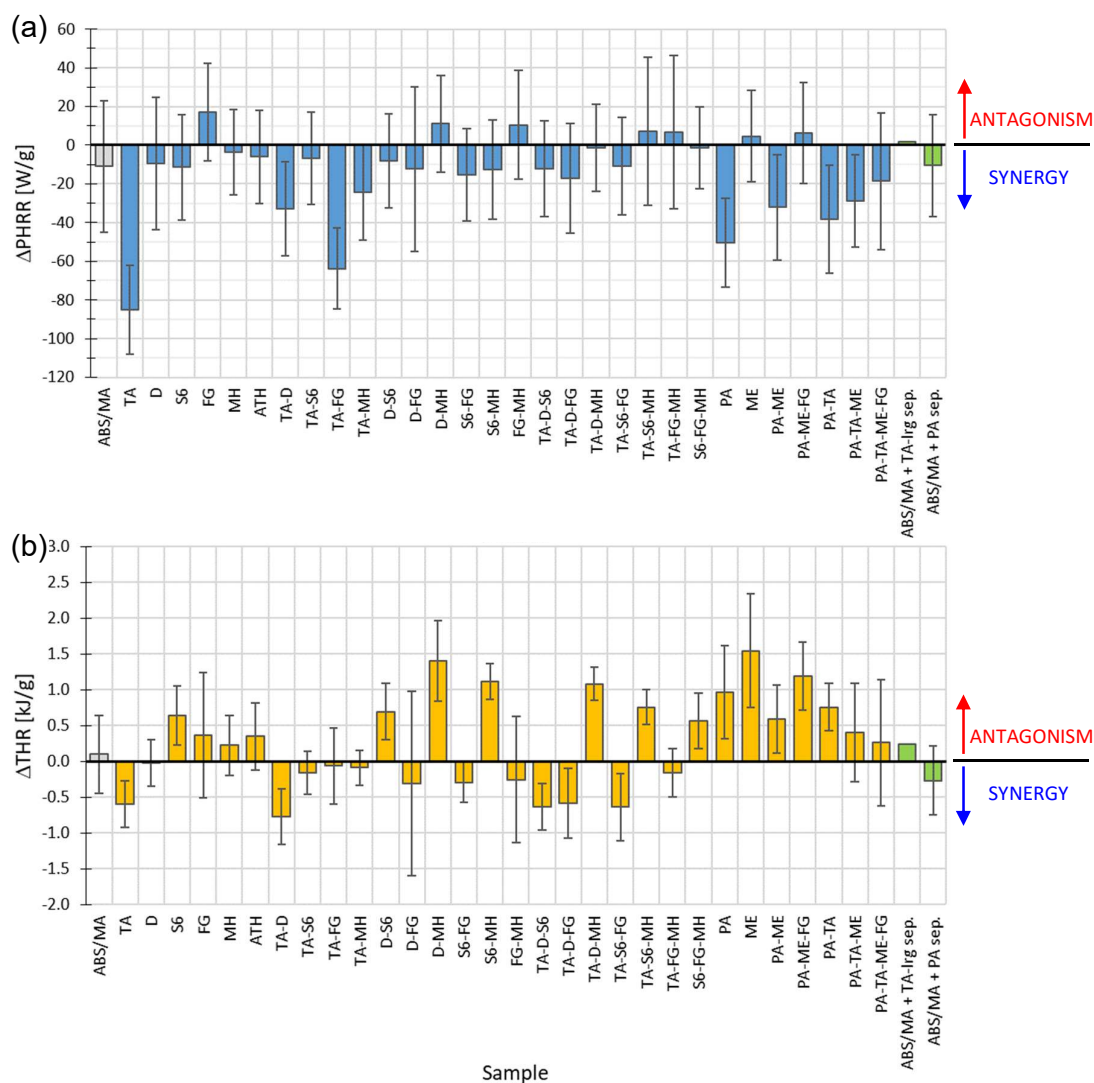 (a)
ΔPHRR [W/g]
60
40
20
0
-20
-40
-60
-80
-100
-120
ANTAGONISM
SYNERGY
ABS/MA
TA
D
S6
FG
MH
ATH
TA-D
TA-S6
TA-FG
TA-MH
D-S6
D-FG
D-MH
S6-FG
S6-MH
FG-MH
TA-D-S6
TA-D-FG
TA-D-MH
TA-S6-FG
TA-S6-MH
TA-FG-MH
S6-FG-MH
PA
ME
PA-ME
PA-ME-FG
PA-TA
PA-TA-ME
PA-TA-ME-FG
ABS/MA + TA-lrg sep.
ABS/MA + PA sep.
(b)
ΔTHR [kJ/g]
3.0
2.5
2.0
1.5
1.0
0.5
0.0
-0.5
-1.0
-1.5
-2.0
ANTAGONISM
SYNERGY
ABS/MA
TA
D
S6
FG
MH
ATH
TA-D
TA-S6
TA-FG
TA-MH
D-S6
D-FG
D-MH
S6-FG
S6-MH
FG-MH
TA-D-S6
TA-D-FG
TA-D-MH
TA-S6-FG
TA-S6-MH
TA-FG-MH
S6-FG-MH
PA
ME
PA-ME
PA-ME-FG
PA-TA
PA-TA-ME
PA-TA-ME-FG
ABS/MA + TA-lrg sep.
ABS/MA + PA sep.
Sample